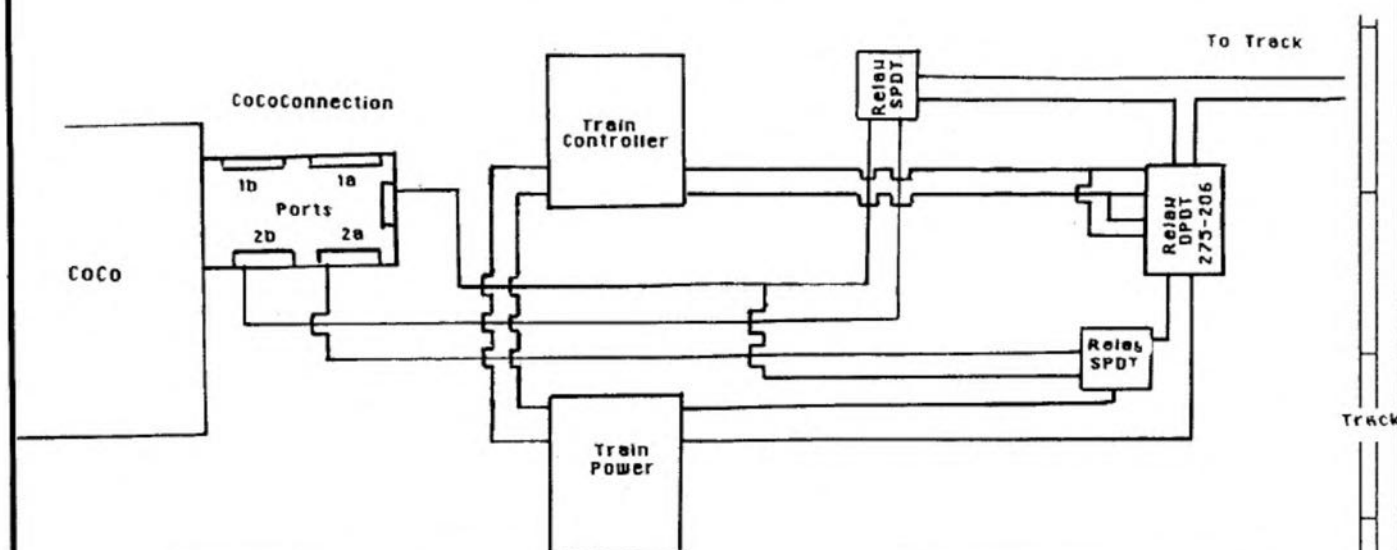 To Track
CoCoConnection
Relay
SPDT
Train
Controller
1b
1a
Ports
2b
2a
CoCo
Relay
DPDT
275-206
Relay
SPDT
Track
Train
Power